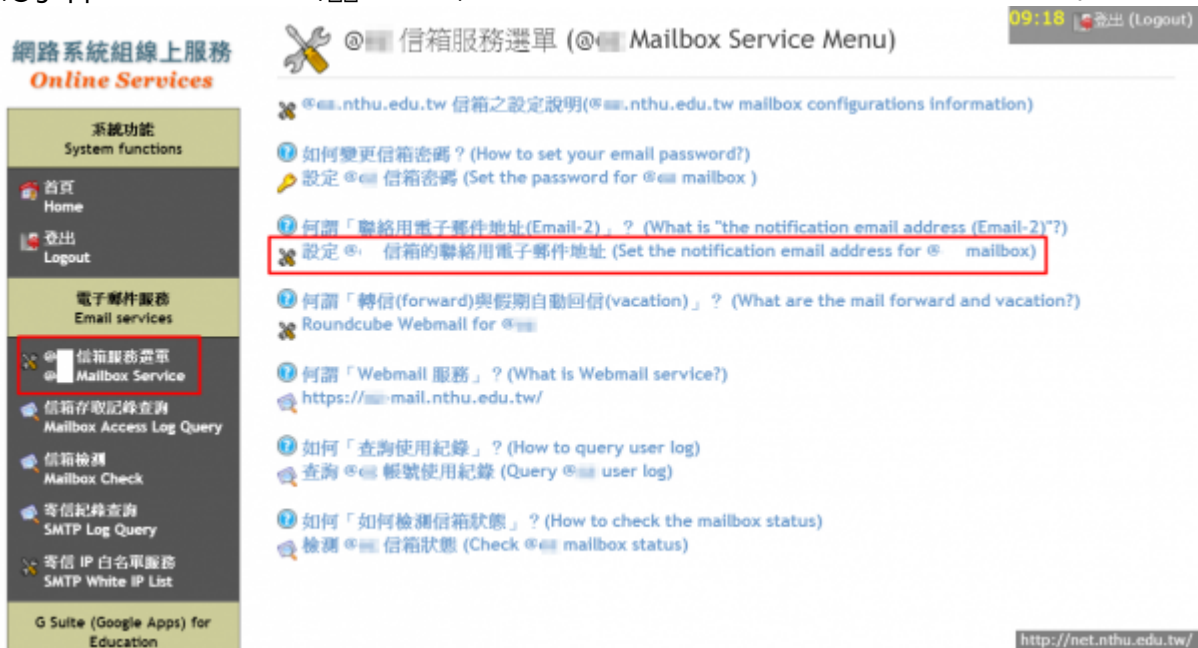 09:18 登出 (Logout)
網路系統組線上服務
Online Services
系統功能
System functions
首頁
Home
登出
Logout
電子郵件服務
Email services
@ 信箱服務選單
@ Mailbox Service
信箱存取記錄查詢
Mailbox Access Log Query
信箱檢測
Mailbox Check
寄信紀錄查詢
SMTP Log Query
寄信 IP 白名單服務
SMTP White IP List
G Suite (Google Apps) for
Education
@ 信箱服務選單 (@ Mailbox Service Menu)
@ .nthu.edu.tw 信箱之設定說明(@ .nthu.edu.tw mailbox configurations information)
如何變更信箱密碼？(How to set your email password?)
設定 @ 信箱密碼 (Set the password for @ mailbox )
何謂「聯絡用電子郵件地址(Email-2)」？ (What is "the notification email address (Email-2)"?)
設定 @ 信箱的聯絡用電子郵件地址 (Set the notification email address for @ mailbox)
何謂「轉信(forward)與假期自動回信(vacation)」？ (What are the mail forward and vacation?)
Roundcube Webmail for @
何謂「Webmail 服務」？(What is Webmail service?)
https:// -mail.nthu.edu.tw/
如何「查詢使用紀錄」？(How to query user log)
查詢 @ 帳號使用紀錄 (Query @ user log)
如何「如何檢測信箱狀態」？(How to check the mailbox status)
檢測 @ 信箱狀態 (Check @ mailbox status)
http://net.nthu.edu.tw/